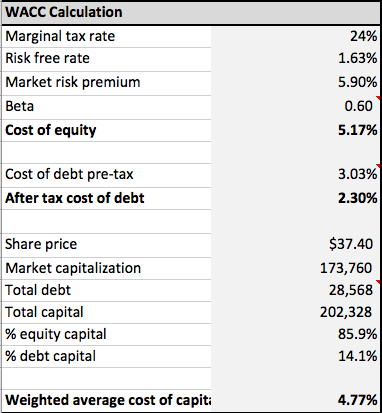 WACC Calculation
Marginal tax rate 24%
Risk free rate 1.63%
Market risk premium 5.90%
Beta 0.60
Cost of equity 5.17%
Cost of debt pre-tax 3.03%
After tax cost of debt 2.30%
Share price $37.40
Market capitalization 173,760
Total debt 28,568
Total capital 202,328
% equity capital 85.9%
% debt capital 14.1%
Weighted average cost of capita 4.77%